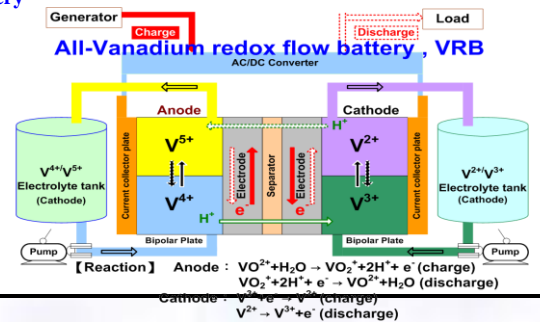 ery
Generator
Load
Charge
Discharge
All-Vanadium redox flow battery , VRB
AC/DC Converter
Anode
Cathode
H+
V5+
V2+
V4+/V5+
Electrolyte tank
(Cathode)
Current collector plate
Electrode
Separator
Electrode
Current collector plate
V2+/V3+
Electrolyte tank
(Cathode)
V4+
V3+
e-
e-
H+
Bipolar Plate
Bipolar Plate
Pump
Pump
【Reaction】 Anode : VO2++H2O → VO2++2H++ e- (charge)
VO2++2H++ e- → VO2++H2O (discharge)
Cathode : V3++e- → V2+ (charge)
V2+ → V3++e- (discharge)